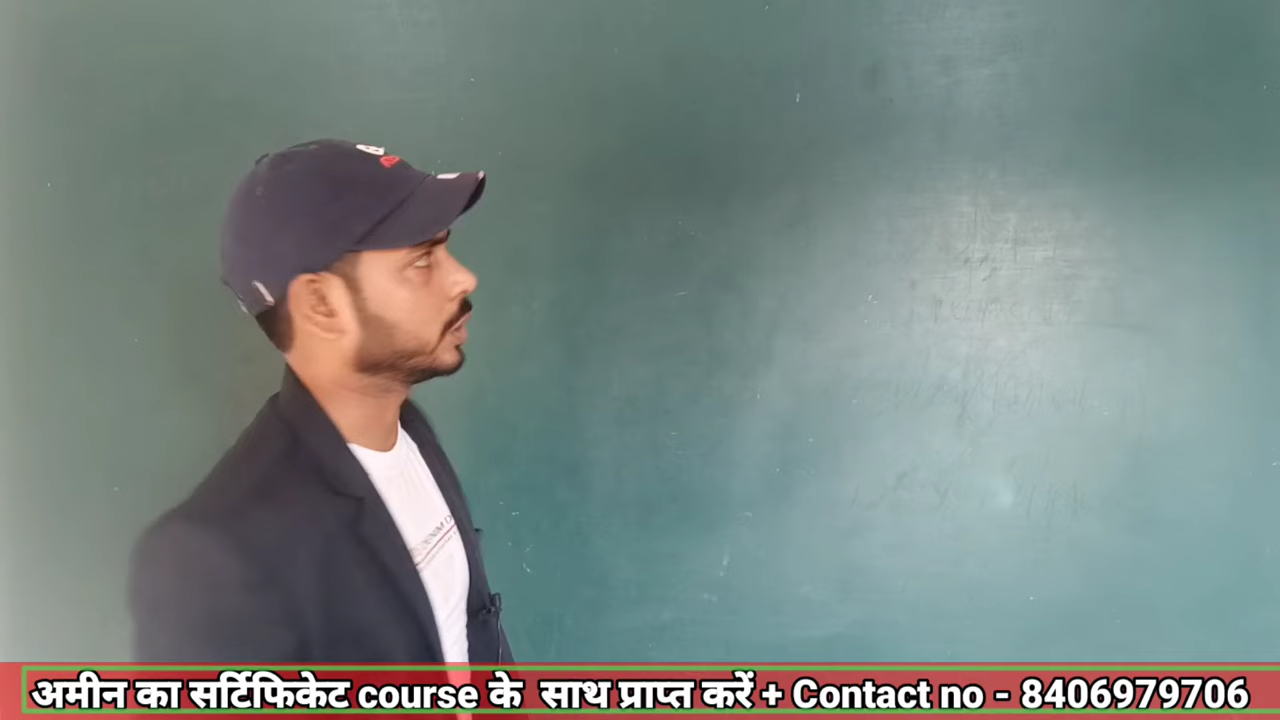 अमीन का सर्टिफिकेट course के साथ प्राप्त करें + Contact no - 8406979706